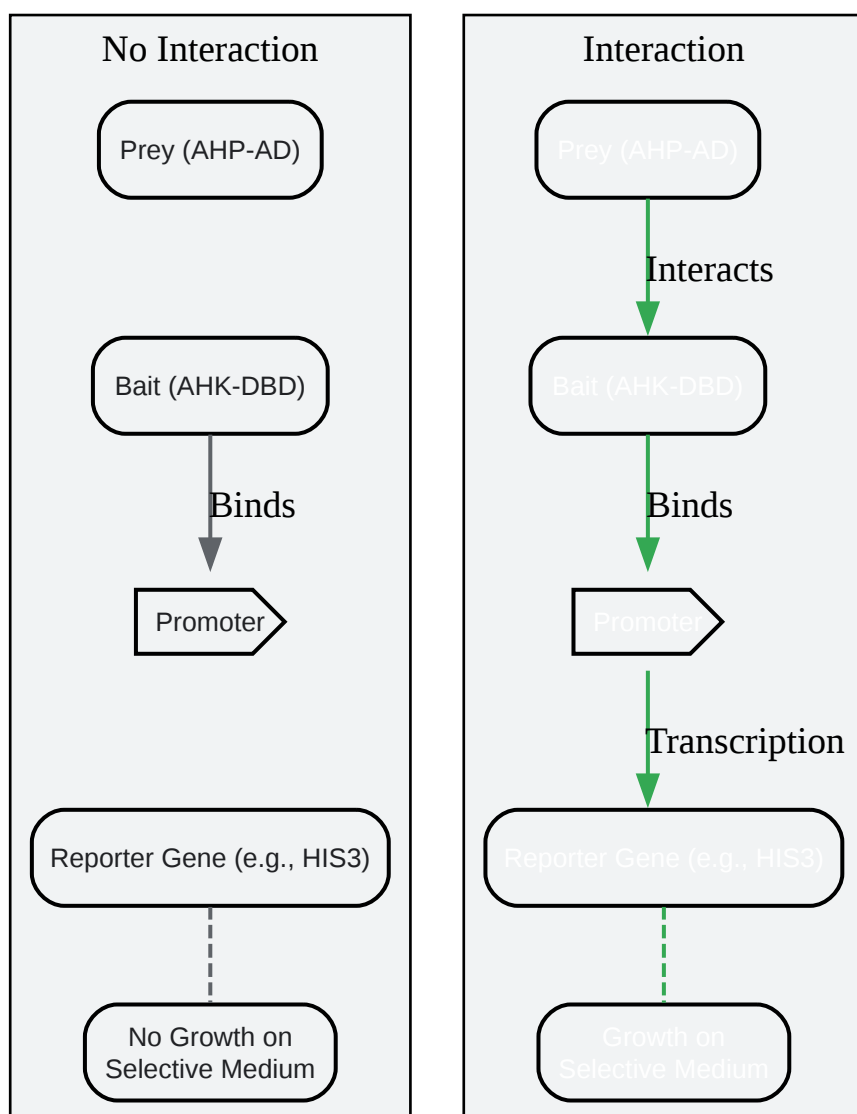 No Interaction
Prey (AHP-AD)
Bait (AHK-DBD)
Binds
Promoter
Reporter Gene (e.g., HIS3)
No Growth on
Selective Medium
Interaction
Prey (AHP-AD)
Interacts
Bait (AHK-DBD)
Binds
Promoter
Transcription
Reporter Gene (e.g., HIS3)
Growth on
Selective Medium